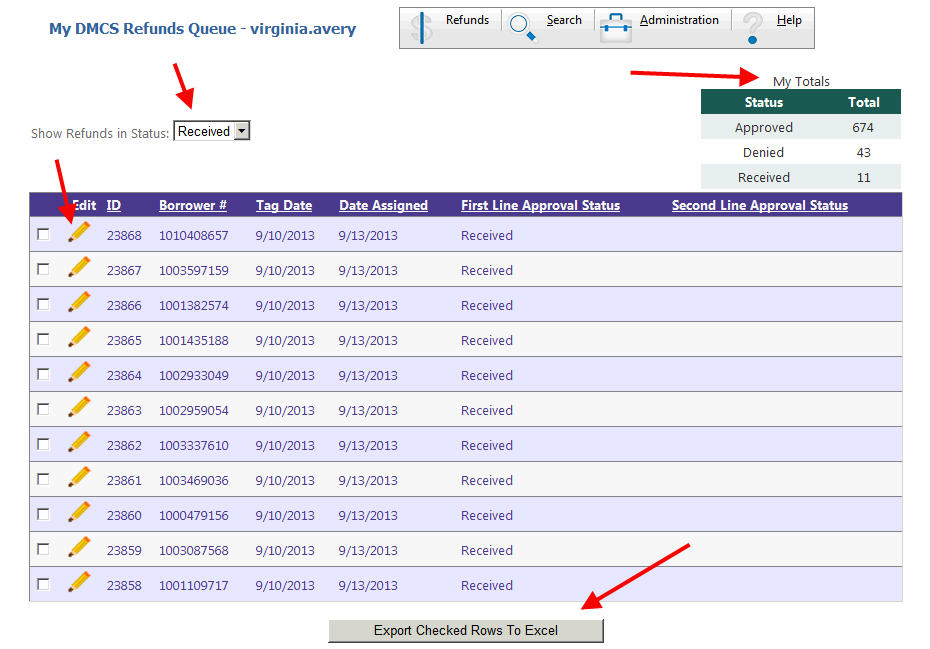 My DMCS Refunds Queue - virginia.avery
Refunds Search Administration Help
My Totals
Status Total
Approved 674
Denied 43
Received 11
Show Refunds in Status: Received
Edit ID Borrower # Tag Date Date Assigned First Line Approval Status Second Line Approval Status
23868 1010408657 9/10/2013 9/13/2013 Received
23867 1003597159 9/10/2013 9/13/2013 Received
23866 1001382574 9/10/2013 9/13/2013 Received
23865 1001435188 9/10/2013 9/13/2013 Received
23864 1002933049 9/10/2013 9/13/2013 Received
23863 1002959054 9/10/2013 9/13/2013 Received
23862 1003337610 9/10/2013 9/13/2013 Received
23861 1003469036 9/10/2013 9/13/2013 Received
23860 1000479156 9/10/2013 9/13/2013 Received
23859 1003087568 9/10/2013 9/13/2013 Received
23858 1001109717 9/10/2013 9/13/2013 Received
Export Checked Rows To Excel